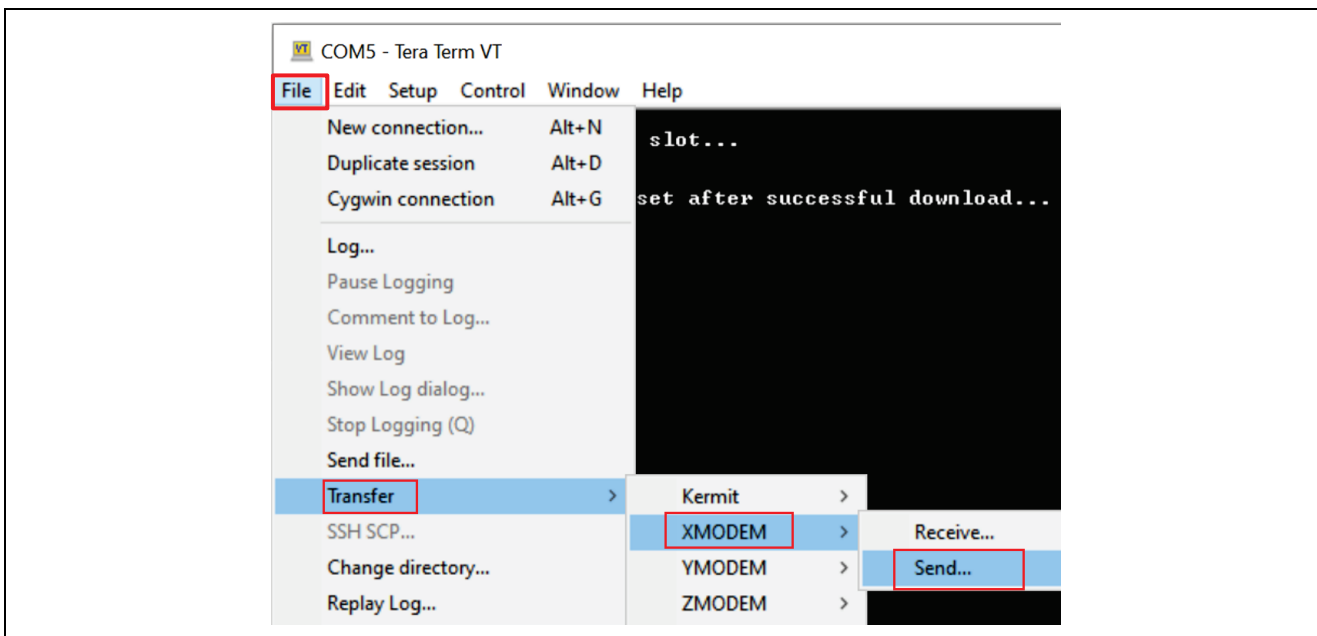 COM5 - Tera Term VT
File Edit Setup Control Window Help
New connection... Alt+N
Duplicate session Alt+D
Cygwin connection Alt+G
Log...
Pause Logging
Comment to Log...
View Log
Show Log dialog...
Stop Logging (Q)
Send file...
Transfer >
SSH SCP...
Change directory...
Replay Log...
slot...
set after successful download...
Kermit >
XMODEM >
YMODEM >
ZMODEM >
Receive...
Send...